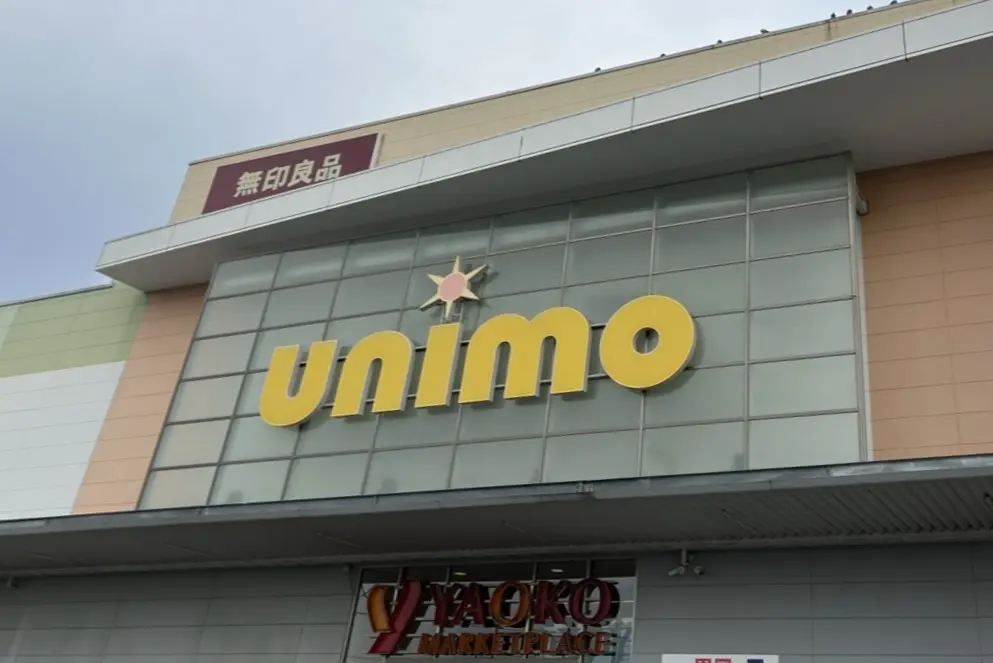 無印良品
unimo
YAOKO
MARKETPLACE